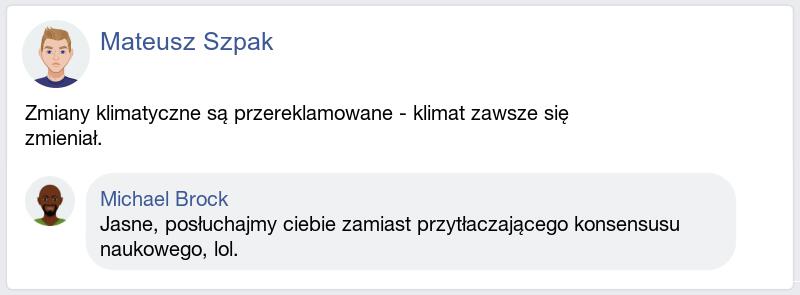 Mateusz Szpak
Zmiany klimatyczne są przereklamowane - klimat zawsze się
zmieniał.
Michael Brock
Jasne, posłuchajmy ciebie zamiast przytłaczającego konsensusu
naukowego, lol.